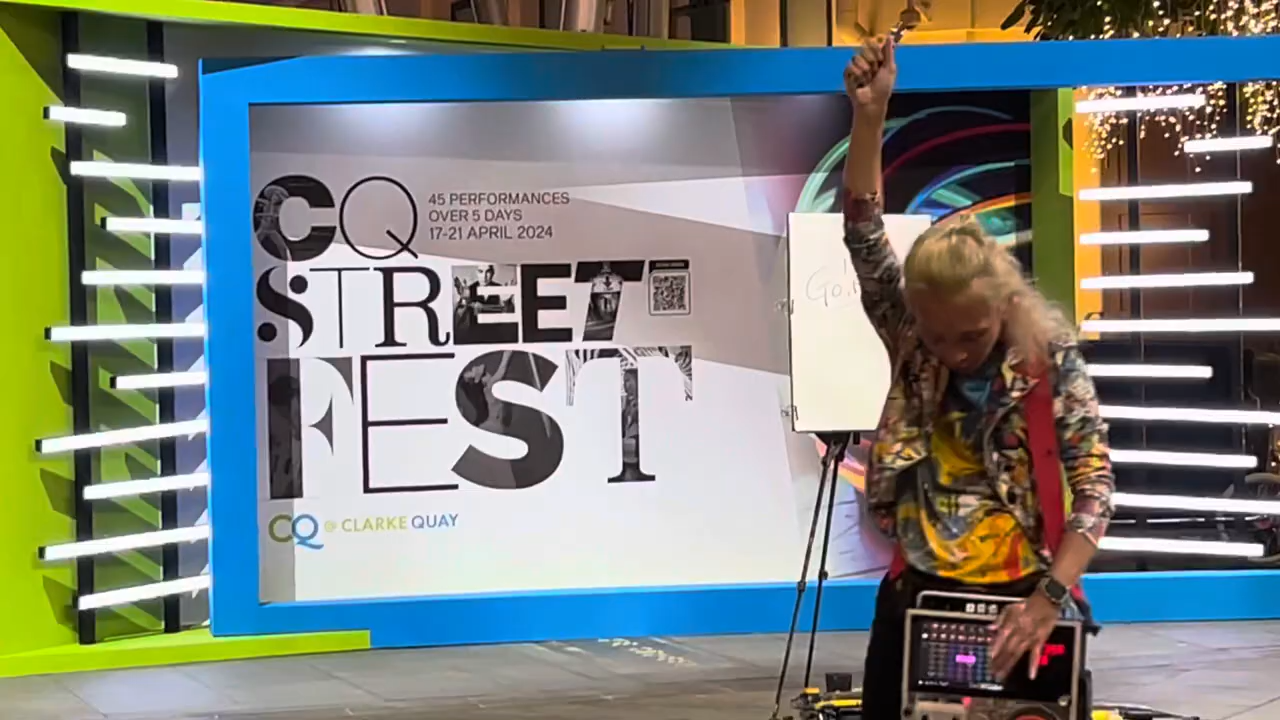 CQ
45 PERFORMANCES
OVER 5 DAYS
17-21 APRIL 2024
STREET
FEST
CQ @ CLARKE QUAY